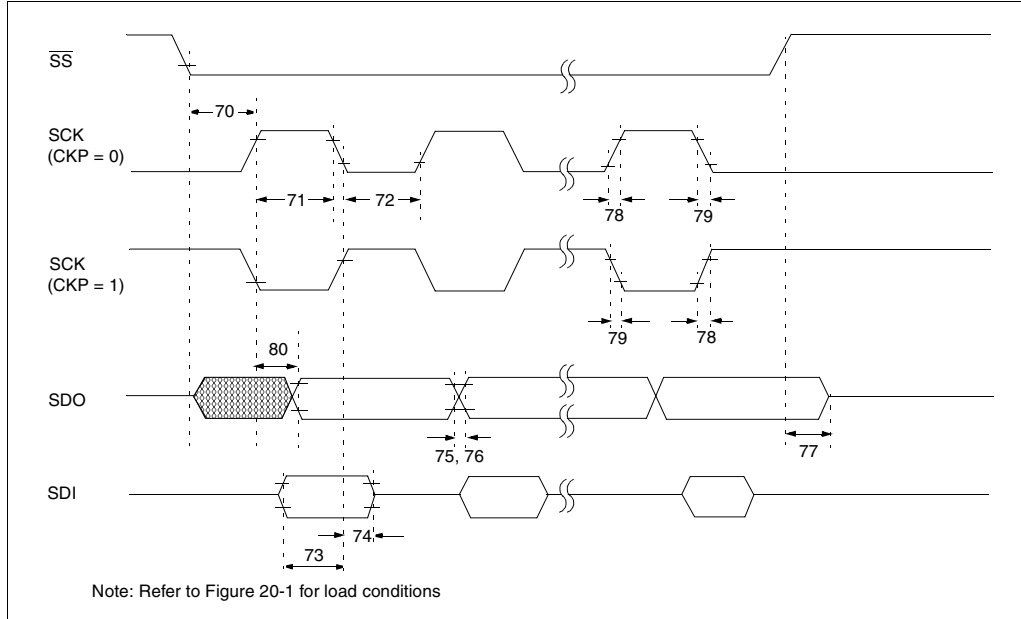 SS
70
SCK
(CKP = 0)
71
72
78
79
SCK
(CKP = 1)
79
78
80
SDO
75, 76
77
SDI
74
73
Note: Refer to Figure 20-1 for load conditions